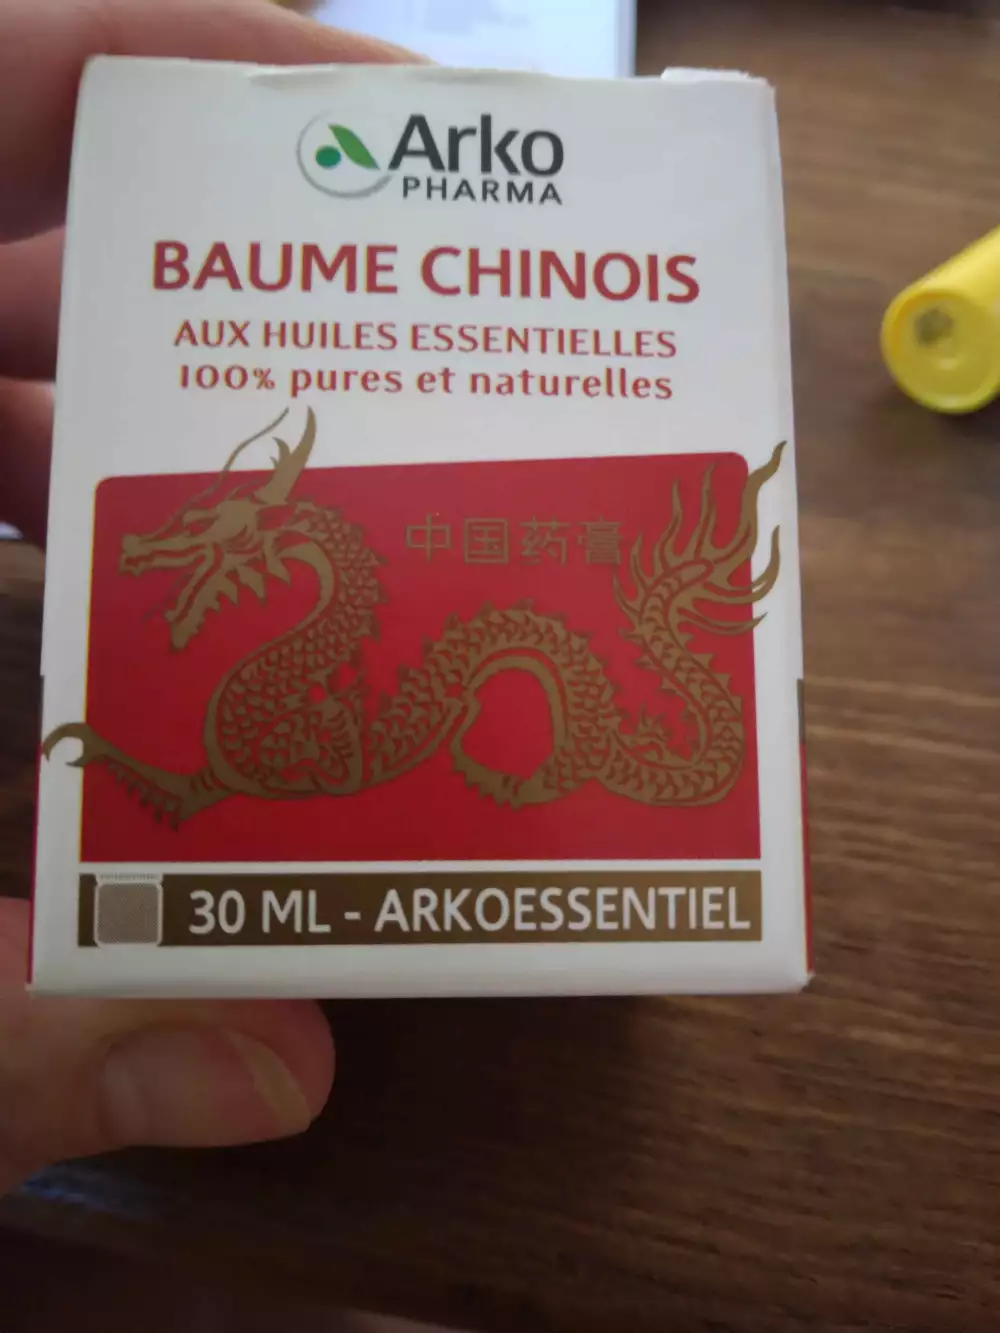 Arko
PHARMA
BAUME CHINOIS
AUX HUILES ESSENTIELLES
100% pures et naturelles
中国药膏
30 ML - ARKOESSENTIEL